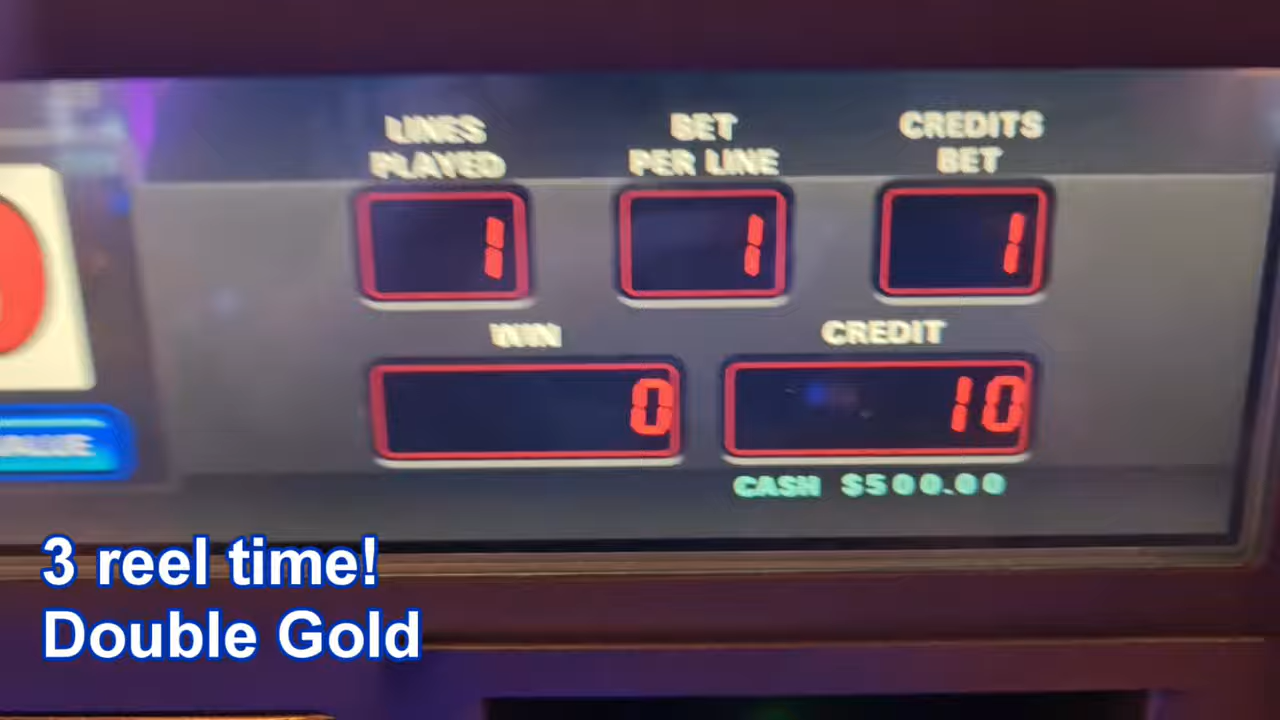 LINES
PLAYED
BET
PER LINE
CREDITS
BET
1
1
1
WIN
CREDIT
0
10
CASH $500.00
3 reel time!
Double Gold